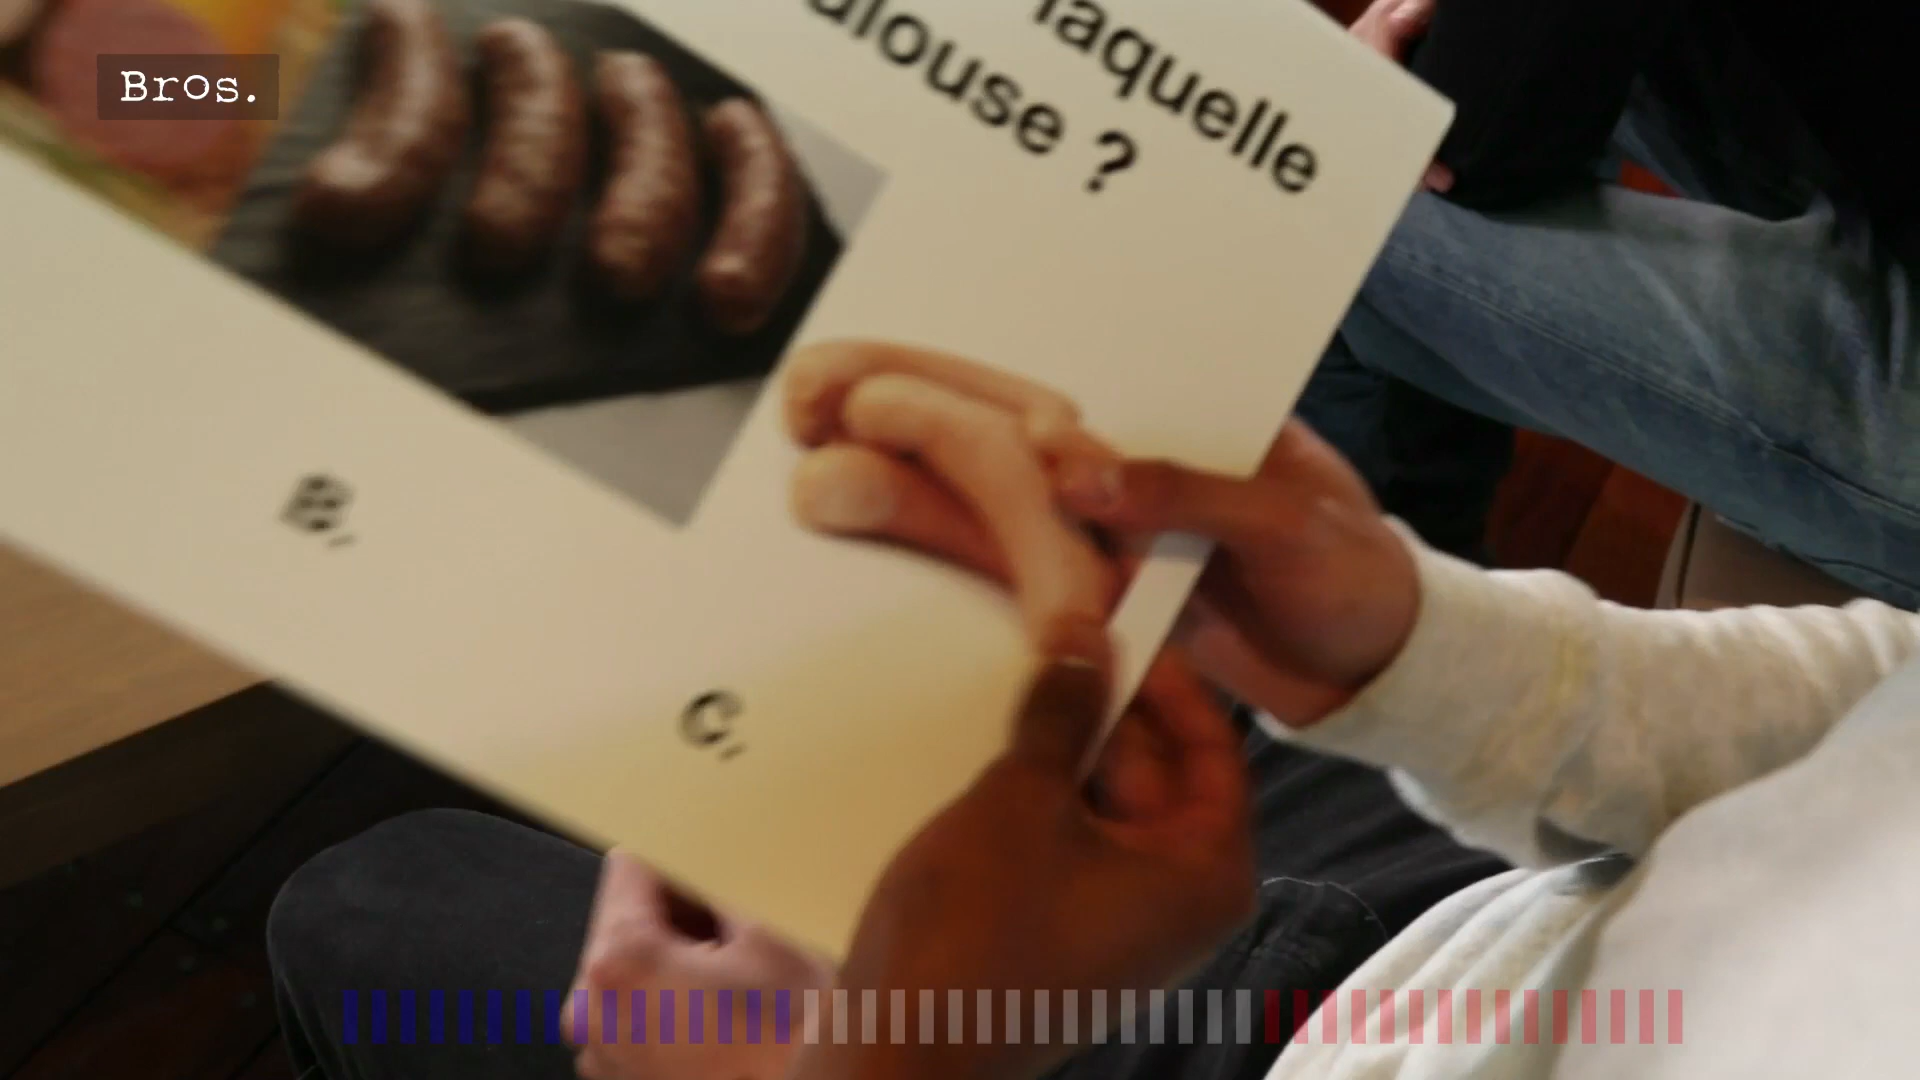 Bros.
laquelle
ulouse ?
B-
C-